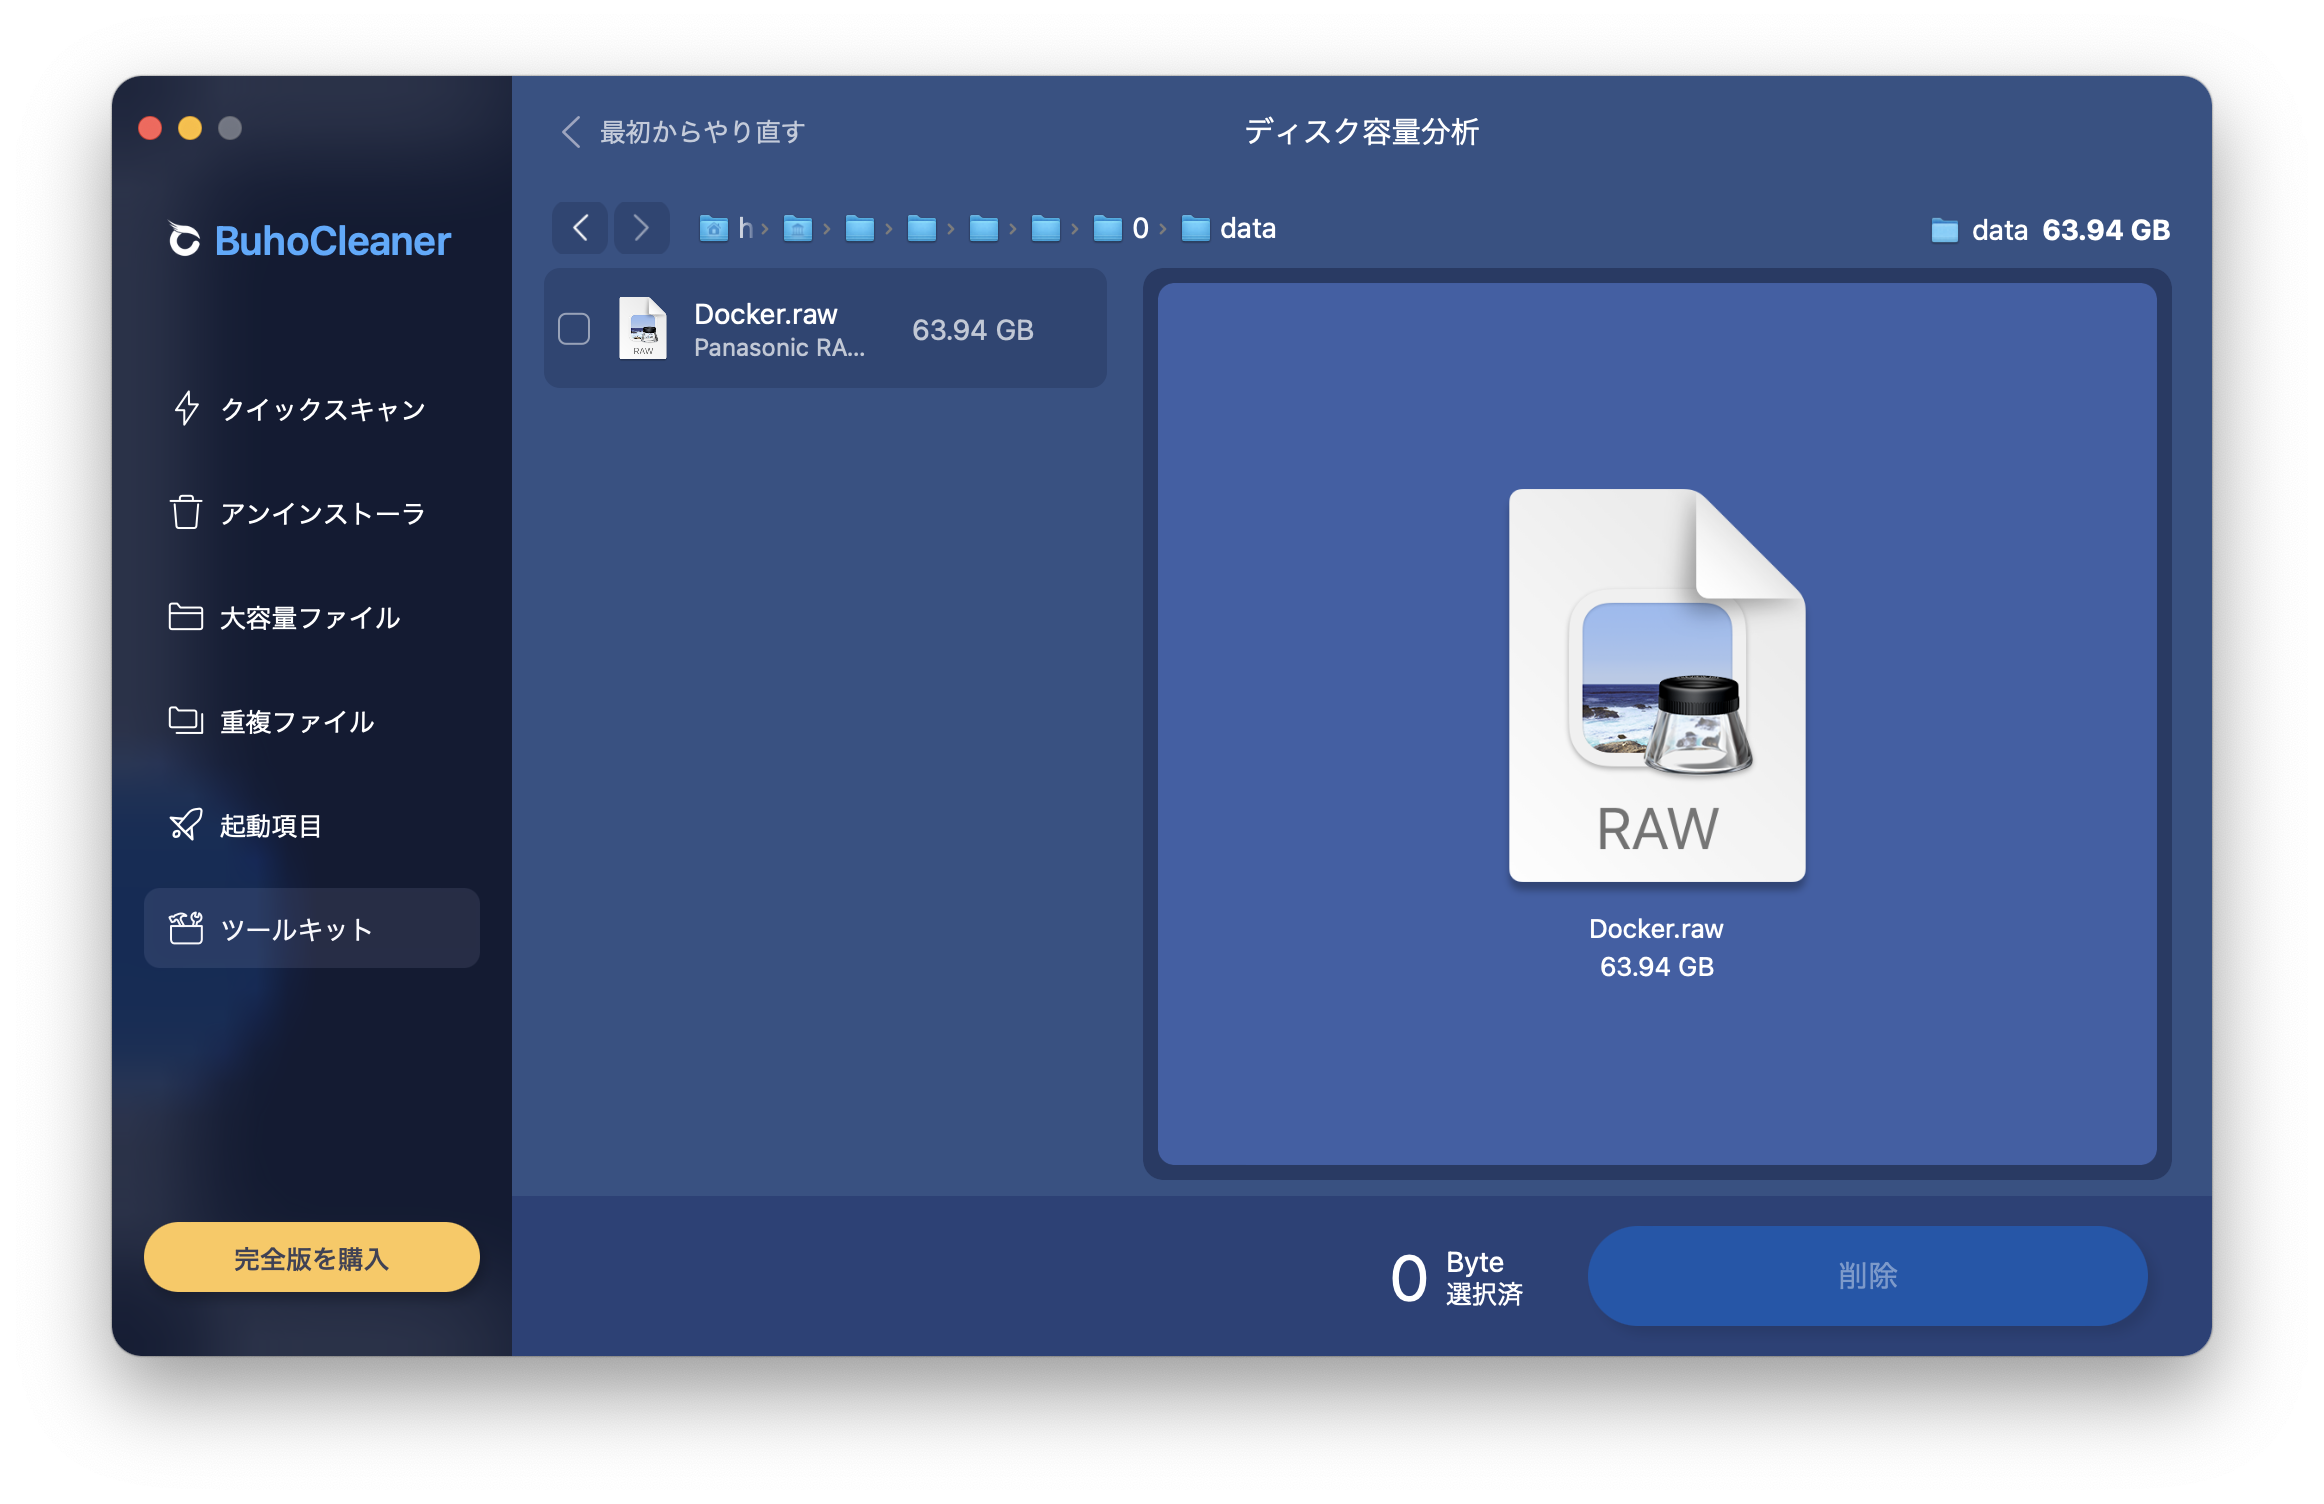 BuhoCleaner
クイックスキャン
アンインストーラ
大容量ファイル
重複ファイル
起動項目
ツールキット
完全版を購入
最初からやり直す
ディスク容量分析
h
0
data
data 63.94 GB
Docker.raw
Panasonic RA...
63.94 GB
RAW
RAW
Docker.raw
63.94 GB
0 Byte
選択済
削除